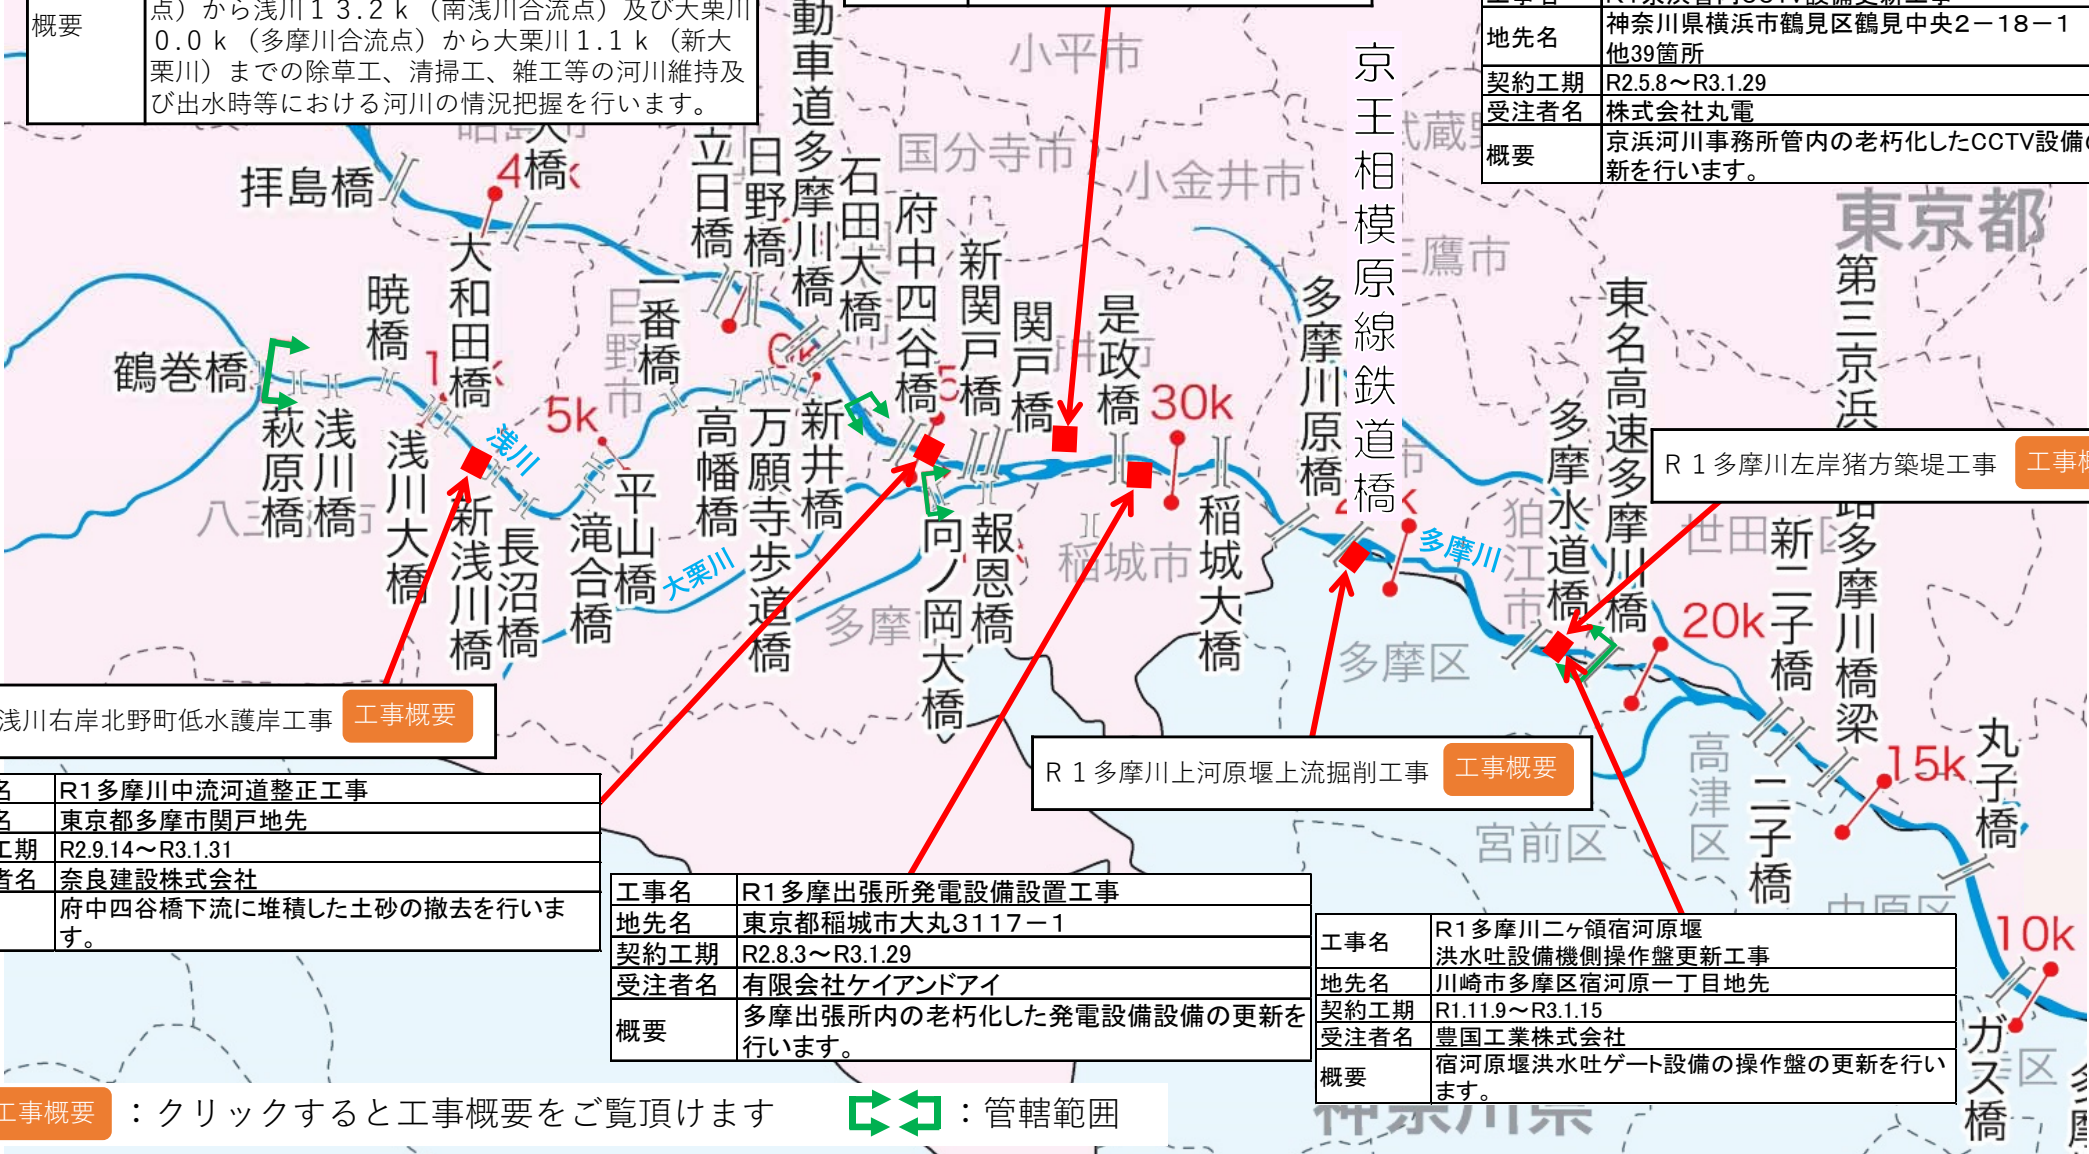 概要
点）から浅川１３.２ｋ（南浅川合流点）及び大栗川
０.０ｋ（多摩川合流点）から大栗川１.１ｋ（新大
栗川）までの除草工、清掃工、雑工等の河川維持及
び出水時等における河川の情況把握を行います。
地先名
神奈川県横浜市鶴見区鶴見中央２－１８－１
他39箇所
契約工期
R2.5.8～R3.1.29
受注者名
株式会社丸電
概要
京浜河川事務所管内の老朽化したCCTV設備
新を行います。
小平市
国分寺市
小金井市
三鷹市
東京都
拝島橋
大橋
4k
立日橋
日野橋
動車道多摩川橋
石田大橋
府中四谷橋
新関戸橋
関戸橋
是政橋
30k
多摩川原橋
京王相模原線鉄道橋
東名高速多摩川橋
多摩水道橋
第三京浜
路多摩川橋梁
鶴巻橋
暁橋
大和田橋
一番橋
日野市
5k
萩原橋
浅川橋
浅川大橋
浅川
新浅川橋
長沼橋
滝合橋
平山橋
高幡橋
万願寺歩道橋
新井橋
大栗川
向ノ岡大橋
報恩橋
稲城市
稲城大橋
多摩川
狛江市
多摩区
20k
新二子橋
二子橋
高津区
宮前区
中原区
15k
丸子橋
10k
ガス橋
神奈川県
Ｒ１多摩川左岸猪方築堤工事
浅川右岸北野町低水護岸工事
工事概要
Ｒ１多摩川上河原堰上流掘削工事
工事概要
名
R1多摩川中流河道整正工事
名
東京都多摩市関戸地先
工期
R2.9.14～R3.1.31
者名
奈良建設株式会社
府中四谷橋下流に堆積した土砂の撤去を行いま
す。
工事名
R1多摩出張所発電設備設置工事
地先名
東京都稲城市大丸3117－1
契約工期
R2.8.3～R3.1.29
受注者名
有限会社ケイアンドアイ
概要
多摩出張所内の老朽化した発電設備設備の更新を
行います。
工事名
R1多摩川二ヶ領宿河原堰
洪水吐設備機側操作盤更新工事
地先名
川崎市多摩区宿河原一丁目地先
契約工期
R1.11.9～R3.1.15
受注者名
豊国工業株式会社
概要
宿河原堰洪水吐ゲート設備の操作盤の更新を行い
ます。
工事概要
：クリックすると工事概要をご覧頂けます
：管轄範囲